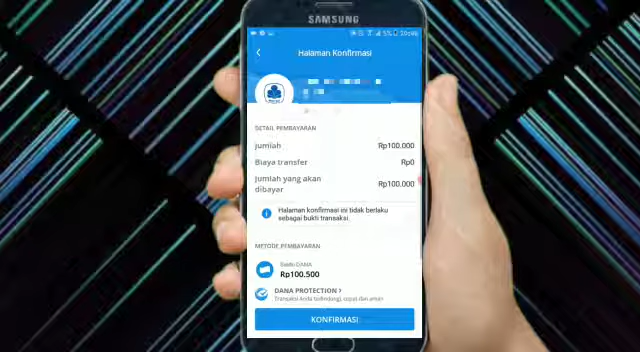 SAMSUNG
Halaman Konfirmasi
DETAIL PEMBAYARAN
Jumlah Rp100.000
Biaya transfer Rp0
Jumlah yang akan
dibayar Rp100.000
Halaman konfirmasi ini tidak berlaku
sebagai bukti transaksi.
METODE PEMBAYARAN
Saldo DANA
Rp100.500
DANA PROTECTION
Transaksi Anda terlindungi, cepat dan aman
KONFIRMASI